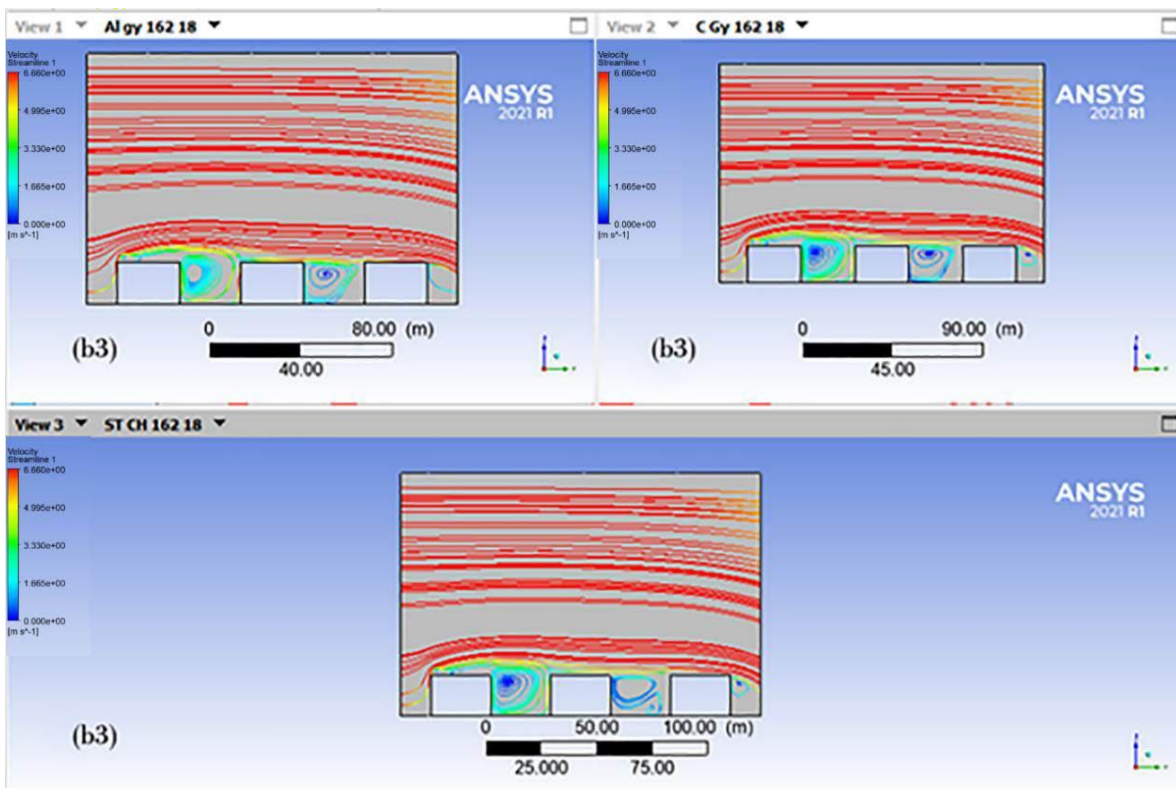 View 1 Al gy 162 18
Velocity
Streamline 1
6.660e+00
4.995e+00
3.330e+00
1.665e+00
0.000e+00
[m s^-1]
ANSYS
2021 R1
(b3)
0 80.00 (m)
40.00
View 2 C Gy 162 18
Velocity
Streamline 1
6.660e+00
4.995e+00
3.330e+00
1.665e+00
0.000e+00
[m s^-1]
ANSYS
2021 R1
(b3)
0 90.00 (m)
45.00
View 3 ST CH 162 18
Velocity
Streamline 1
6.660e+00
4.995e+00
3.330e+00
1.665e+00
0.000e+00
[m s^-1]
ANSYS
2021 R1
(b3)
0 50.00 100.00 (m)
25.000 75.00